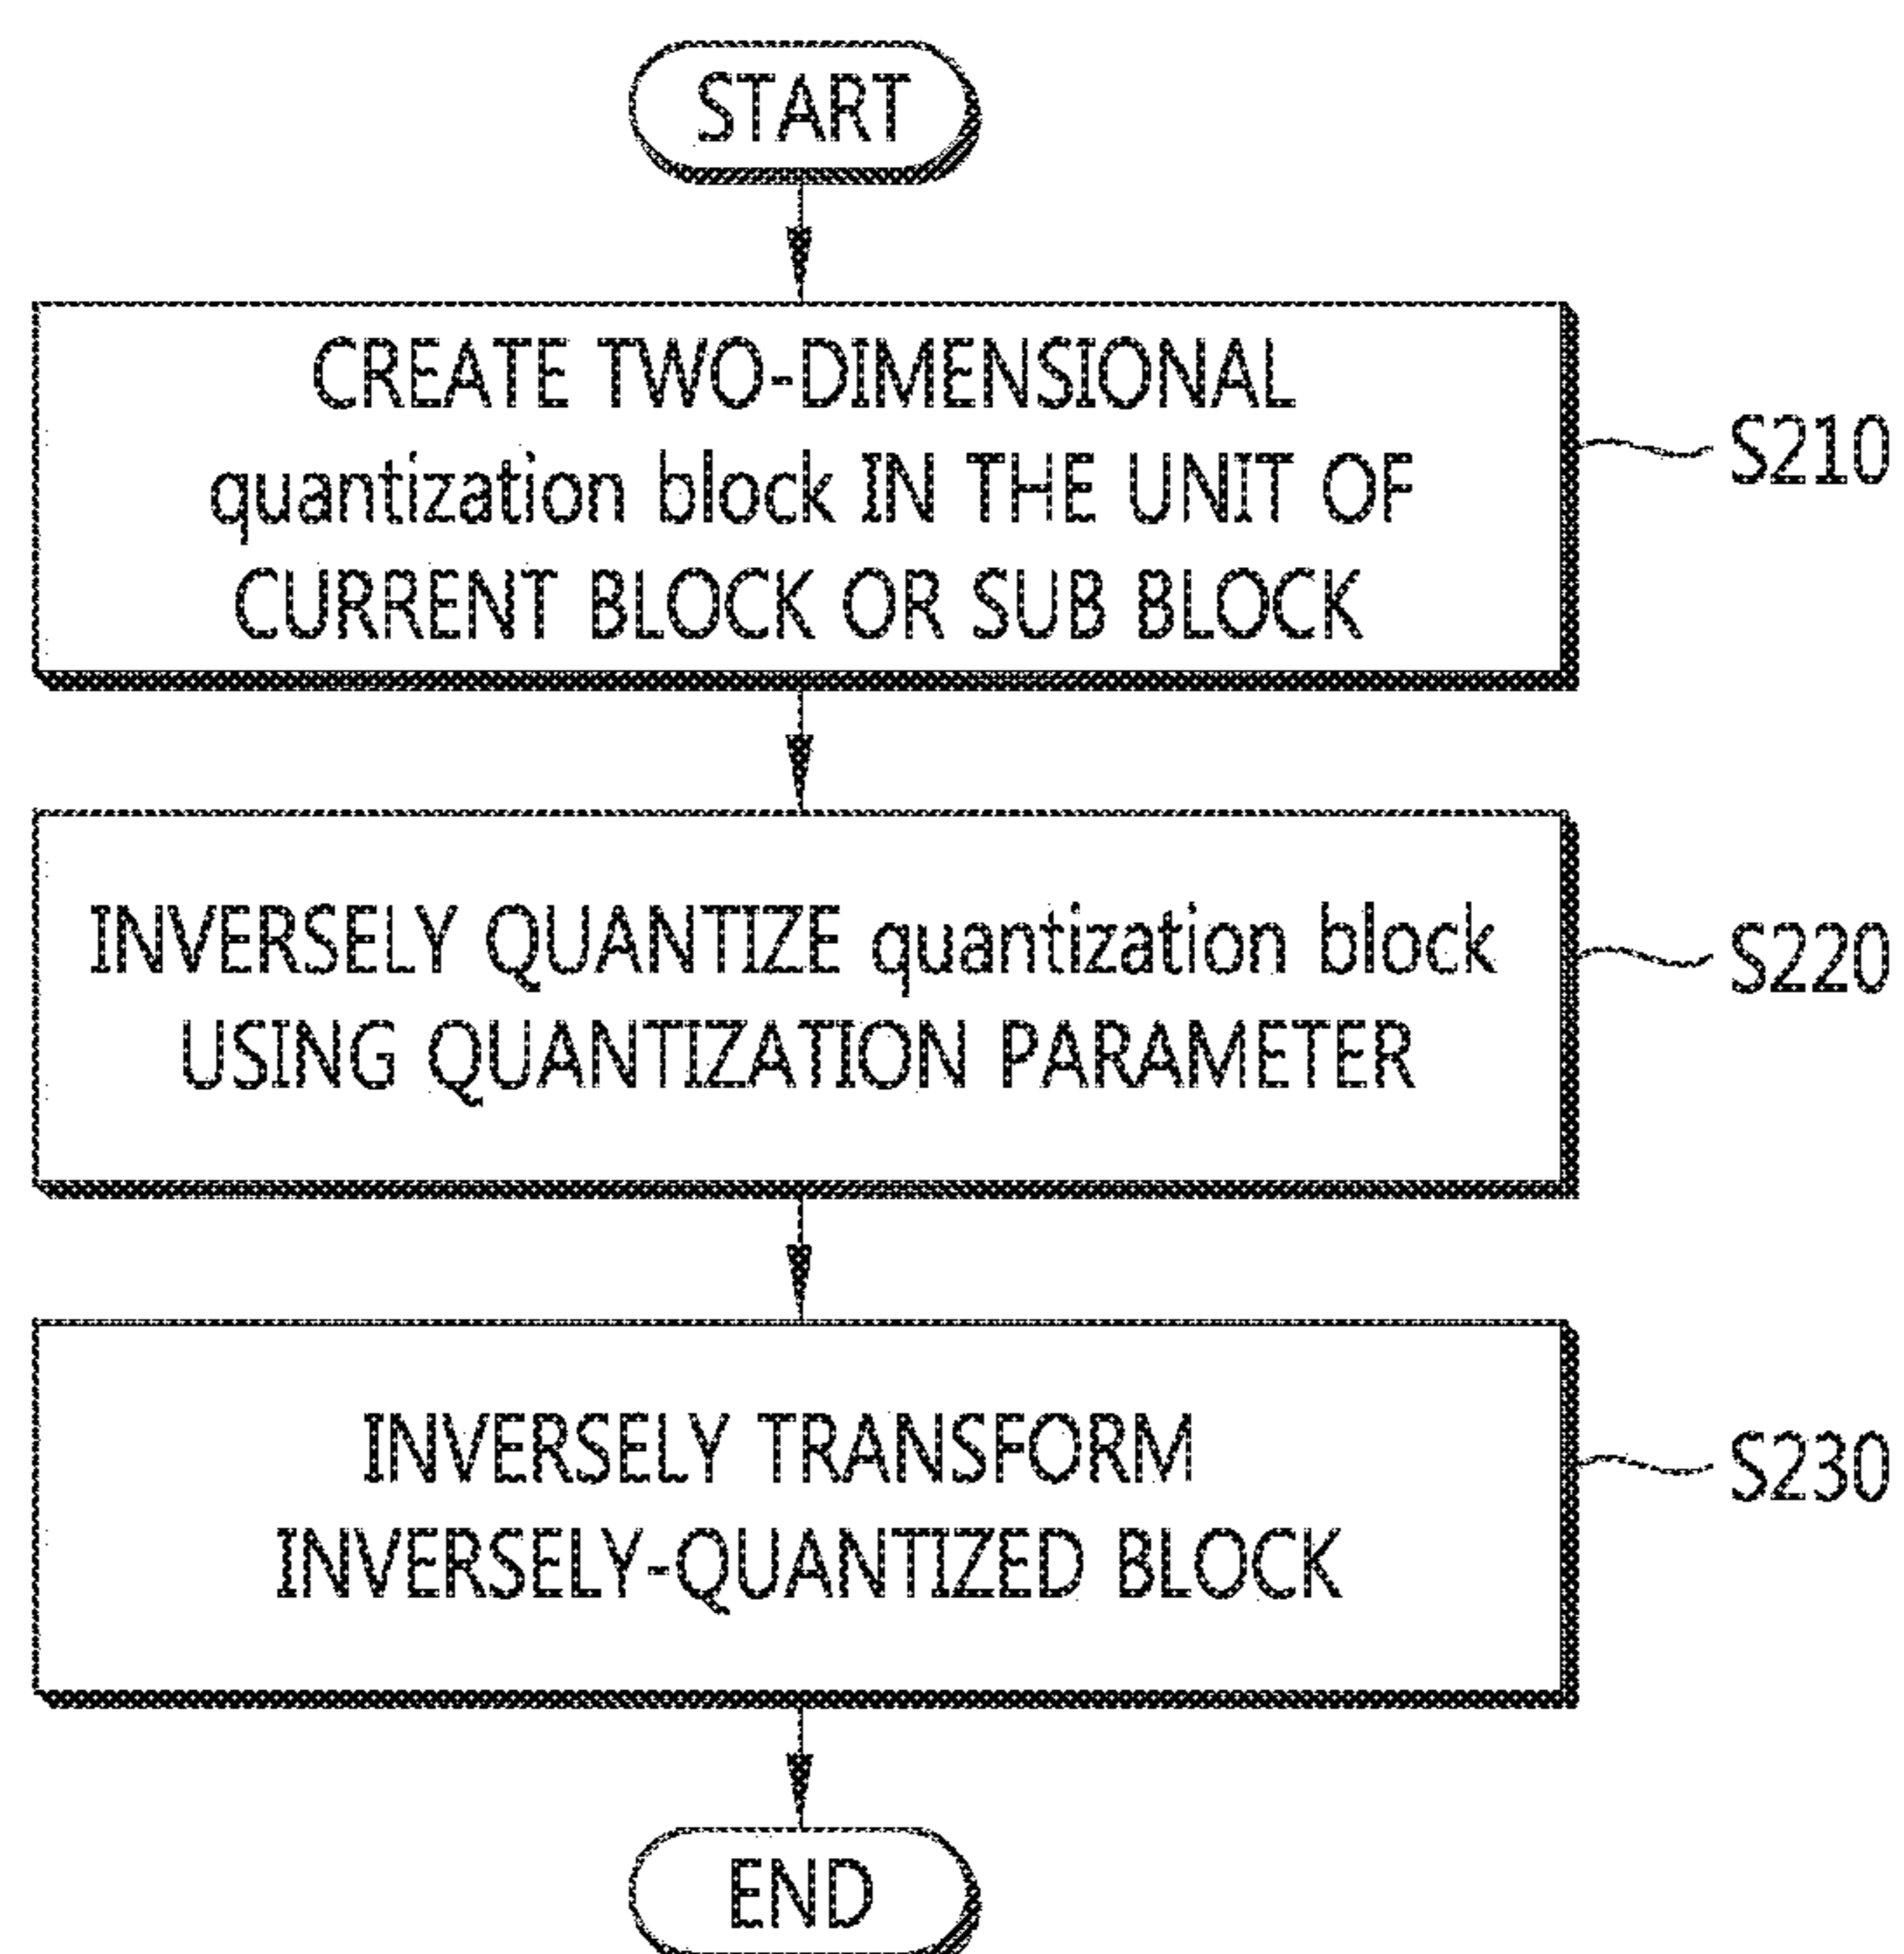 START
CREATE TWO-DIMENSIONAL
quantization block IN THE UNIT OF
CURRENT BLOCK OR SUB BLOCK
S210
INVERSELY QUANTIZE quantization block
USING QUANTIZATION PARAMETER
S220
INVERSELY TRANSFORM
INVERSELY-QUANTIZED BLOCK
S230
END